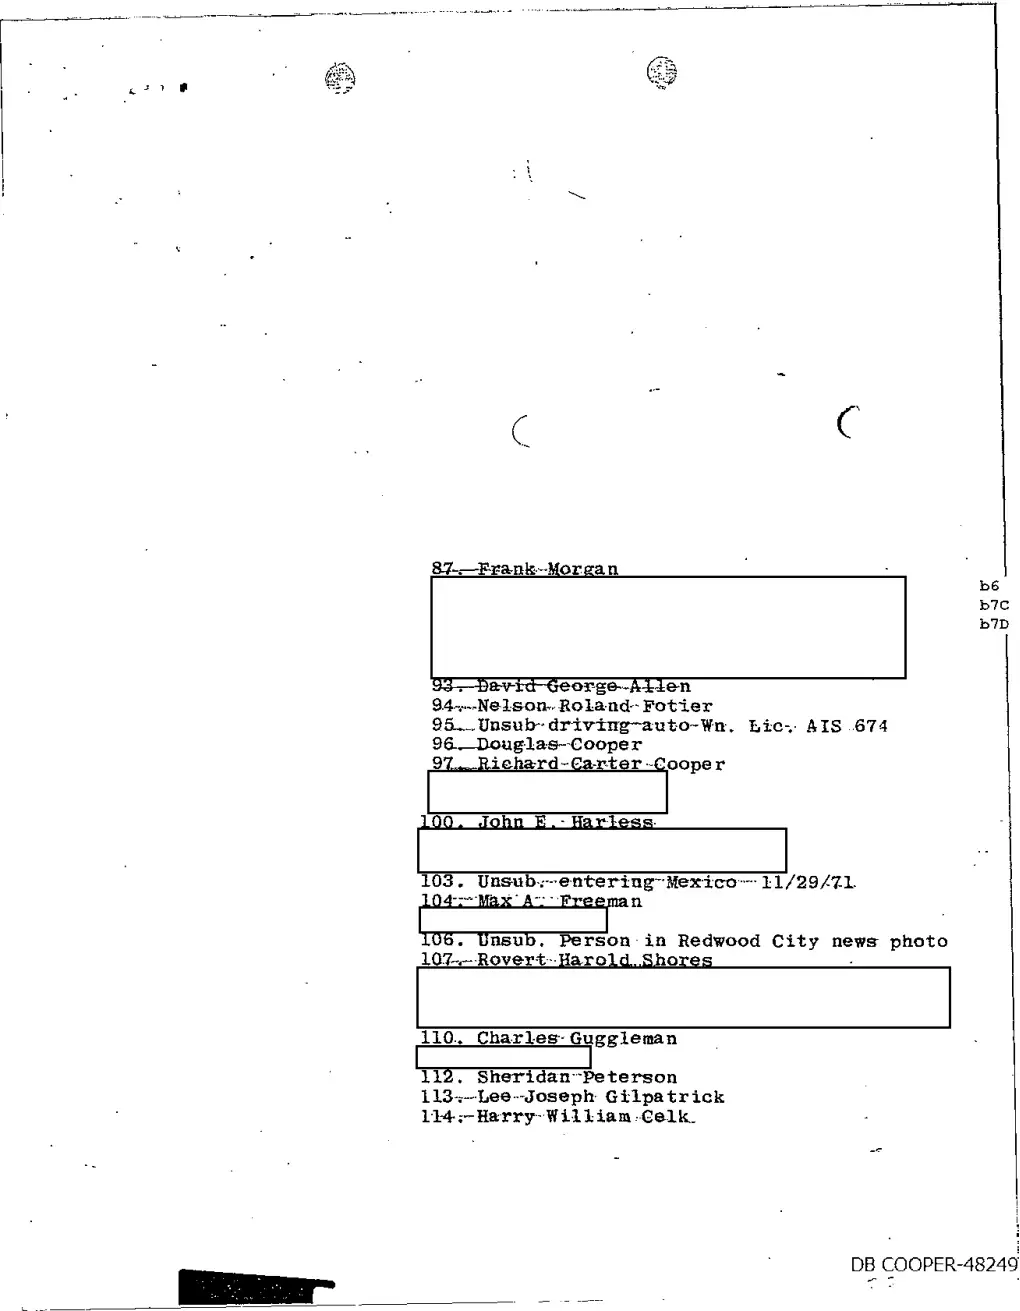 87. Frank Morgan
b6
b7C
b7D
93. David George Allen
94. Nelson Roland Fotier
95. Unsub driving auto Wn. Lic. AIS 674
96. Douglas Cooper
97. Richard Carter Cooper
100. John E. Harless
103. Unsub. entering Mexico 11/29/71
104. Max A. Freeman
106. Unsub. Person in Redwood City news photo
107. Rovert Harold Shores
110. Charles Guggleman
112. Sheridan Peterson
113. Lee Joseph Gilpatrick
114. Harry William Celk
DB COOPER-48249